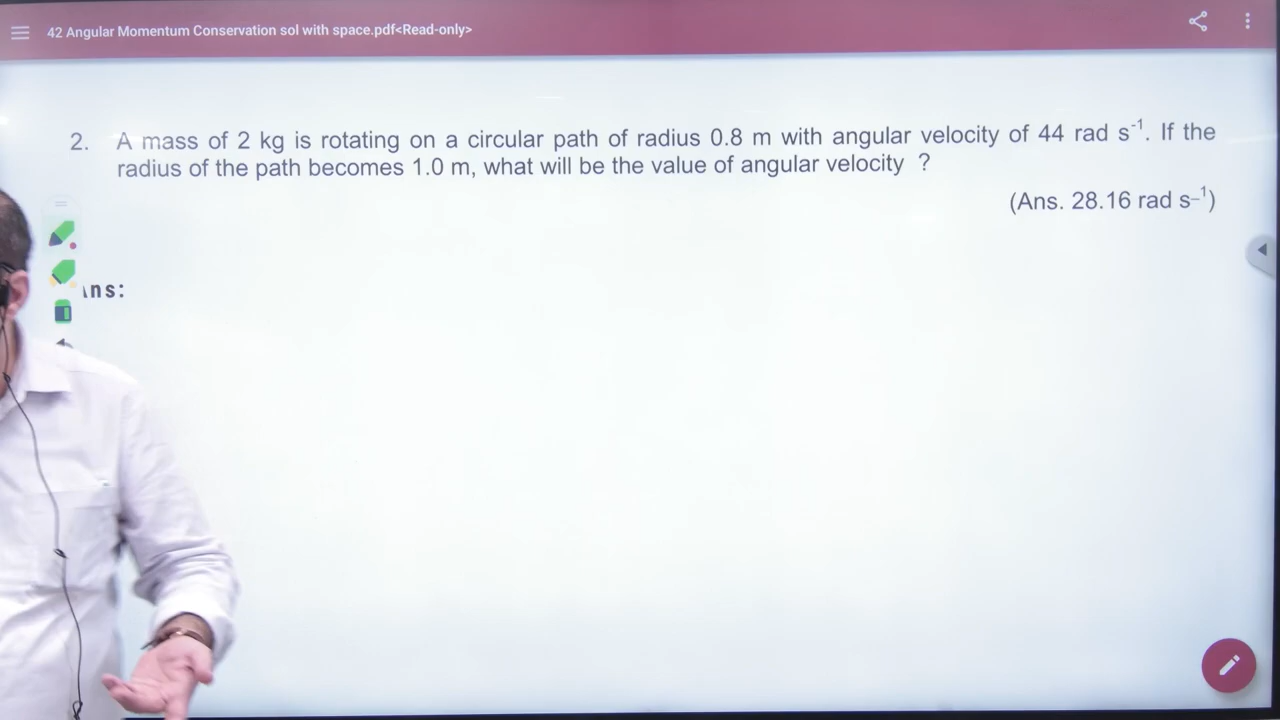 42 Angular Momentum Conservation sol with space.pdf<Read-only>
2. A mass of 2 kg is rotating on a circular path of radius 0.8 m with angular velocity of 44 rad s⁻¹. If the
radius of the path becomes 1.0 m, what will be the value of angular velocity ?
(Ans. 28.16 rad s–¹)
ns: